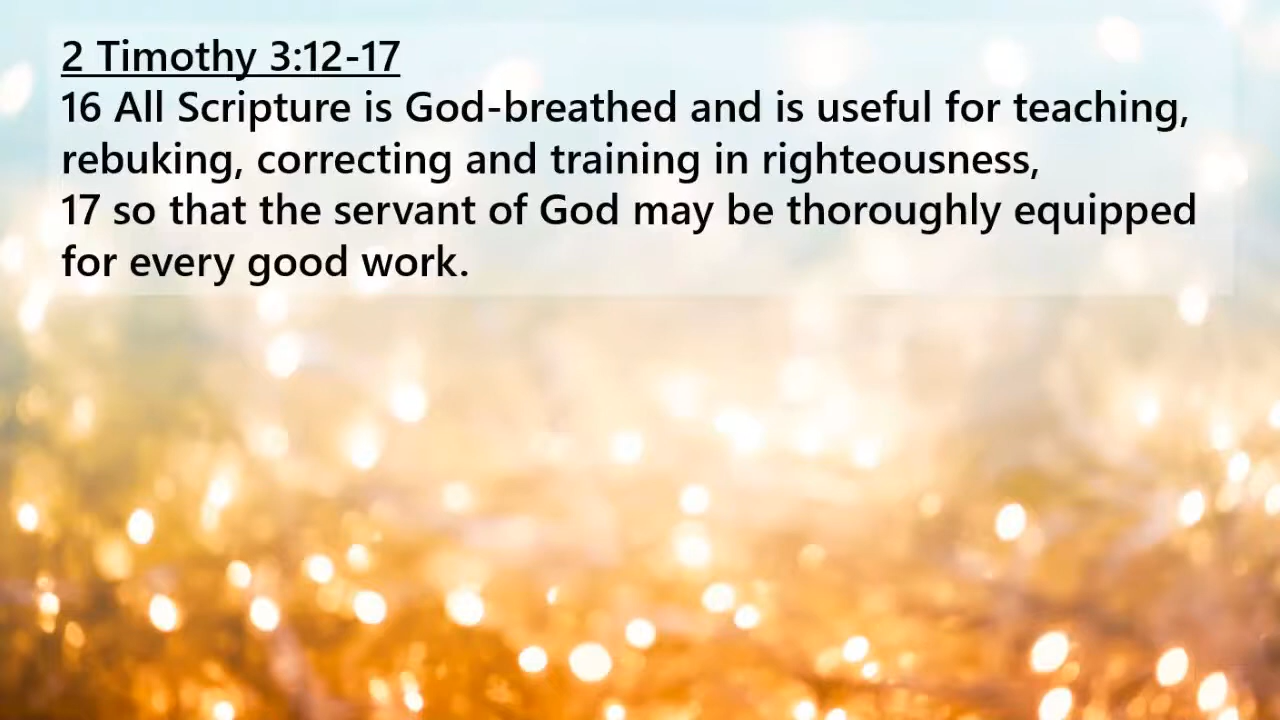 2 Timothy 3:12-17
16 All Scripture is God-breathed and is useful for teaching,
rebuking, correcting and training in righteousness,
17 so that the servant of God may be thoroughly equipped
for every good work.